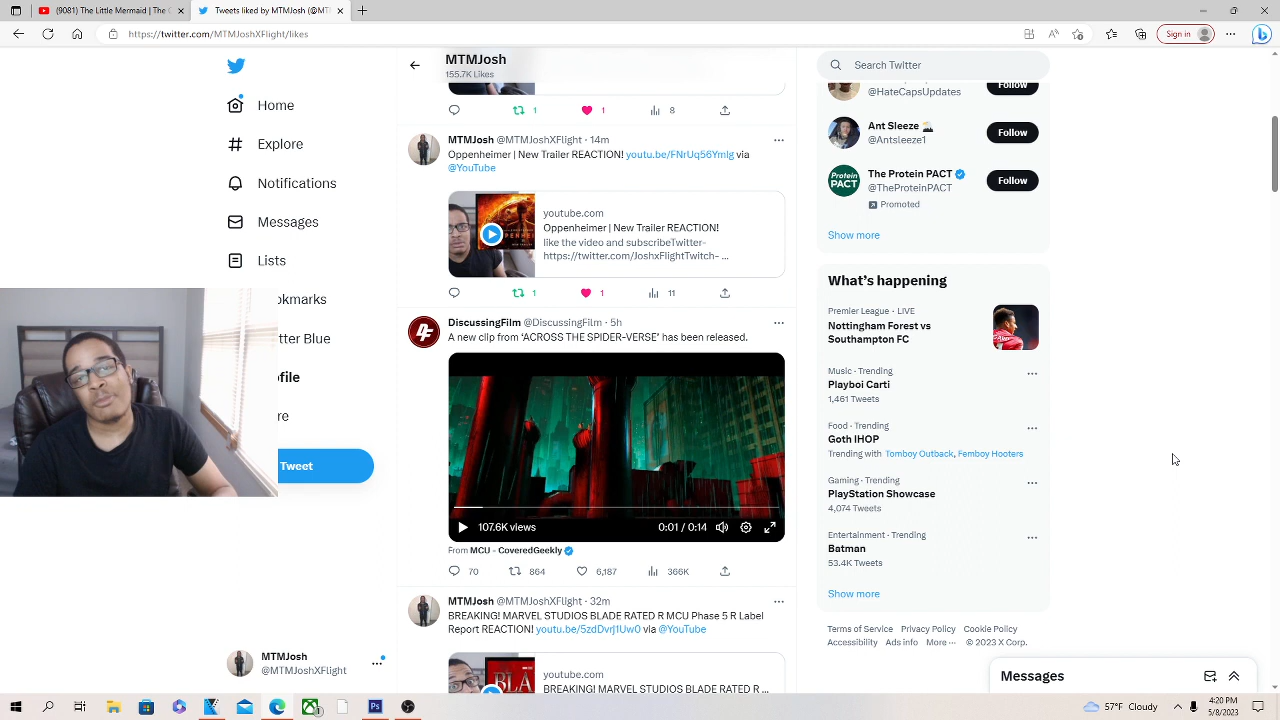 (9081) The Little Mermaid | The
Tweets liked by MTMJosh (@MT
https://twitter.com/MTMJoshXFlight/likes
Sign in
Home
Explore
Notifications
Messages
Lists
okmarks
tter Blue
ofile
re
Tweet
MTMJosh
@MTMJoshXFlight
MTMJosh
155.7K Likes
1 1 8
MTMJosh @MTMJoshXFlight · 14m
Oppenheimer | New Trailer REACTION! youtu.be/FNrUq56YmIg via
@YouTube
youtube.com
Oppenheimer | New Trailer REACTION!
like the video and subscribeTwitter-
https://twitter.com/JoshxFlightTwitch- ...
1 1 11
DiscussingFilm @DiscussingFilm · 5h
A new clip from ‘ACROSS THE SPIDER-VERSE’ has been released.
107.6K views 0:01 / 0:14
From MCU - CoveredGeekly
70 864 6,187 366K
MTMJosh @MTMJoshXFlight · 32m
BREAKING! MARVEL STUDIOS BLADE RATED R MCU Phase 5 R Label
Report REACTION! youtu.be/5zdDvrJ1Uw0 via @YouTube
BLA
youtube.com
BREAKING! MARVEL STUDIOS BLADE RATED R ...
Search Twitter
@HateCapsUpdates
Follow
Ant Sleeze
@Antsleeze1
Follow
Protein
PACT
The Protein PACT
@TheProteinPACT
Follow
Promoted
Show more
What’s happening
Premier League · LIVE
Nottingham Forest vs
Southampton FC
Music · Trending
Playboi Carti
1,461 Tweets
Food · Trending
Goth IHOP
Trending with Tomboy Outback, Femboy Hooters
Gaming · Trending
PlayStation Showcase
4,074 Tweets
Entertainment · Trending
Batman
53.4K Tweets
Show more
Terms of Service Privacy Policy Cookie Policy
Accessibility Ads info More ··· © 2023 X Corp.
Messages
57°F Cloudy
4:20 PM
5/8/2023